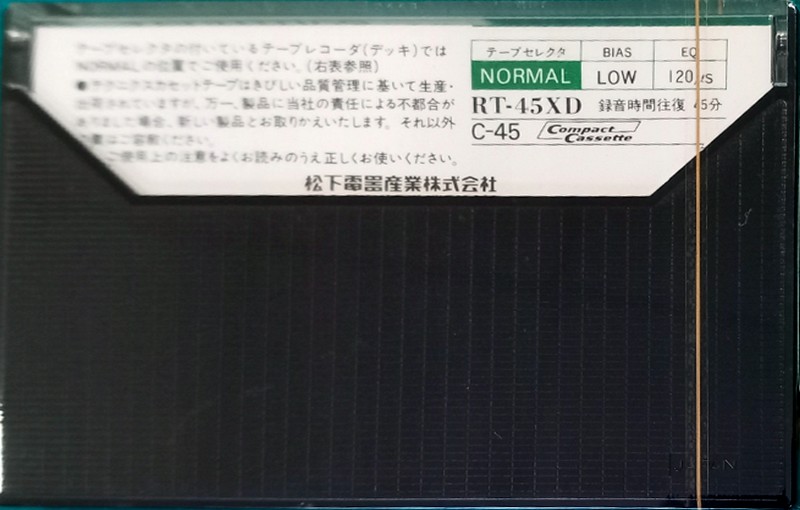 テープセレクタの付いているテープレコーダ(デッキ)では
NORMALの位置でご使用ください。(右表参照)
●テクニクスカセットテープはきびしい品質管理に基いて生産・
出荷されていますが、万一、製品に当社の責任による不都合が
ありました場合、新しい製品とお取りかえいたします。それ以外
はご容赦ください。
ご使用上の注意をよくお読みのうえ正しくお使いください。
テープセレクタ BIAS EQ
NORMAL LOW 120μs
RT-45XD 録音時間往復 45分
C-45 Compact Cassette
松下電器産業株式会社